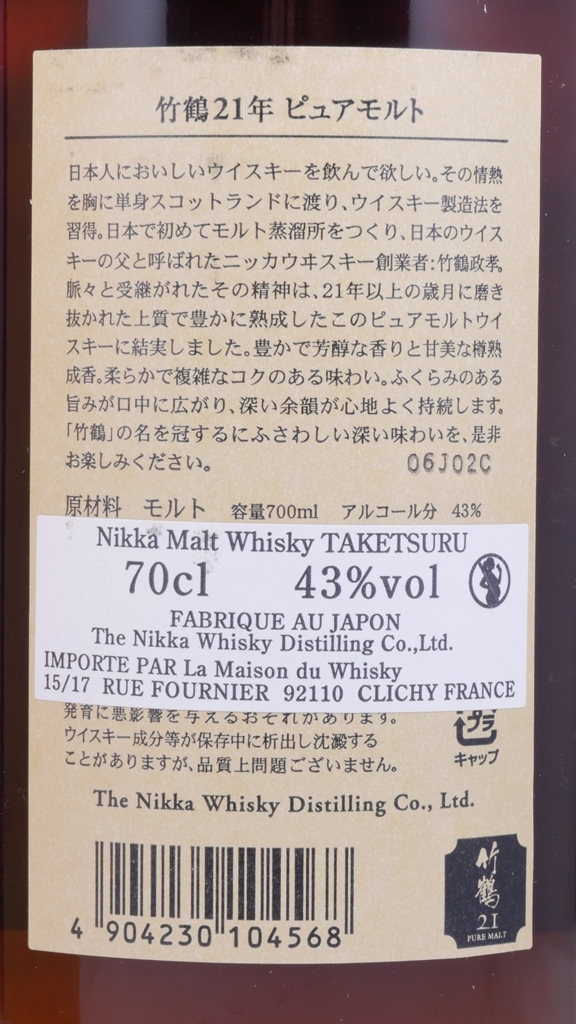 竹鶴21年 ピュアモルト
日本人においしいウイスキーを飲んで欲しい。その情熱
を胸に単身スコットランドに渡り、ウイスキー製造法を
習得。日本で初めてモルト蒸溜所をつくり、日本のウイス
キーの父と呼ばれたニッカウヰスキー創業者:竹鶴政孝。
脈々と受継がれたその精神は、21年以上の歳月に磨き
抜かれた上質で豊かに熟成したこのピュアモルトウイ
スキーに結実しました。豊かで芳醇な香りと甘美な樽熟
成香。柔らかで複雑なコクのある味わい。ふくらみのある
旨みが口中に広がり、深い余韻が心地よく持続します。
「竹鶴」の名を冠するにふさわしい深い味わいを、是非
お楽しみください。
06J02C
原材料 モルト 容量700ml アルコール分 43%
Nikka Malt Whisky TAKETSURU
70cl 43%vol
FABRIQUE AU JAPON
The Nikka Whisky Distilling Co.,Ltd.
IMPORTE PAR La Maison du Whisky
15/17 RUE FOURNIER 92110 CLICHY FRANCE
発育に悪影響を与えるおそれがあります。
ウイスキー成分等が保存中に析出し沈澱する
ことがありますが、品質上問題ございません。
プラ
キャップ
The Nikka Whisky Distilling Co., Ltd.
4 904230 104568
竹鶴
21
PURE MALT